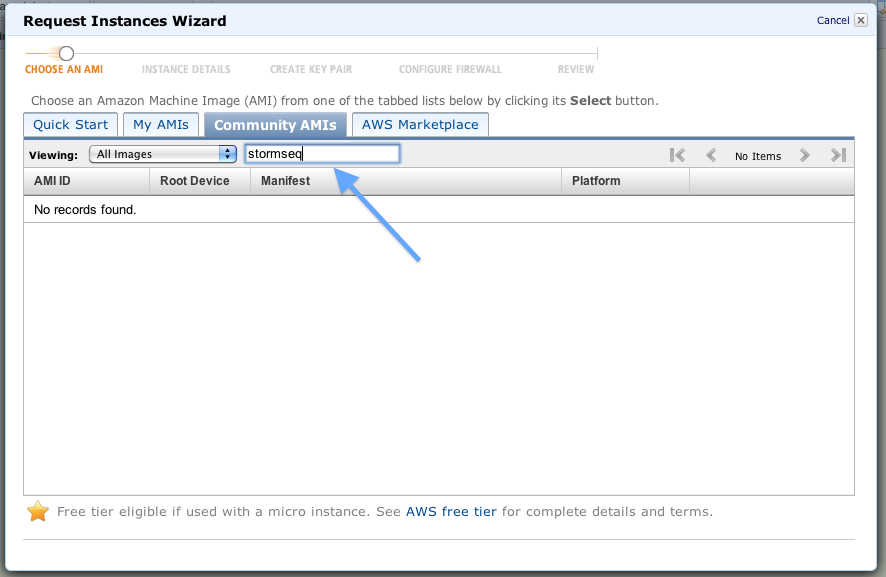 Request Instances Wizard
Cancel
CHOOSE AN AMI INSTANCE DETAILS CREATE KEY PAIR CONFIGURE FIREWALL REVIEW
Choose an Amazon Machine Image (AMI) from one of the tabbed lists below by clicking its Select button.
Quick Start My AMIs Community AMIs AWS Marketplace
Viewing: All Images stormseq No Items
AMI ID Root Device Manifest Platform
No records found.
Free tier eligible if used with a micro instance. See AWS free tier for complete details and terms.